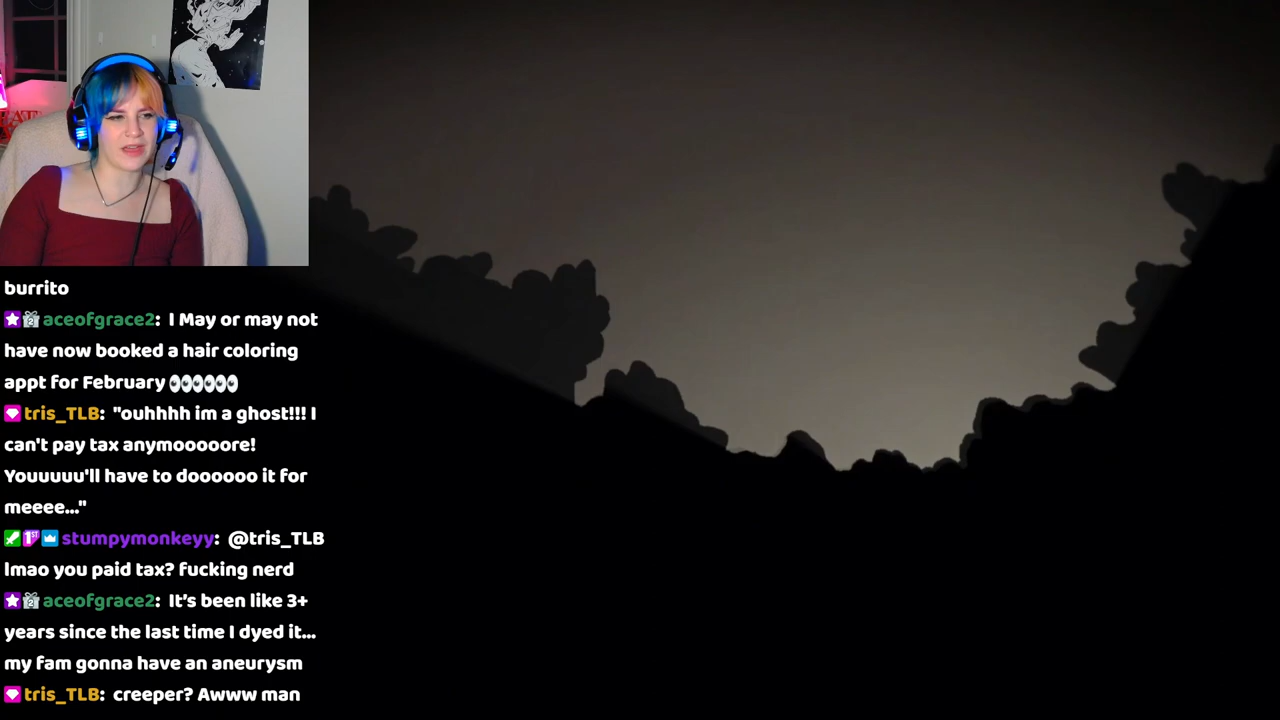 burrito
aceofgrace2: I May or may not
have now booked a hair coloring
appt for February 👀👀👀
tris_TLB: "ouhhhh im a ghost!!! I
can't pay tax anymooooore!
Youuuuu'll have to doooooo it for
meeee..."
stumpymonkeyy: @tris_TLB
lmao you paid tax? fucking nerd
aceofgrace2: It's been like 3+
years since the last time I dyed it...
my fam gonna have an aneurysm
tris_TLB: creeper? Awww man